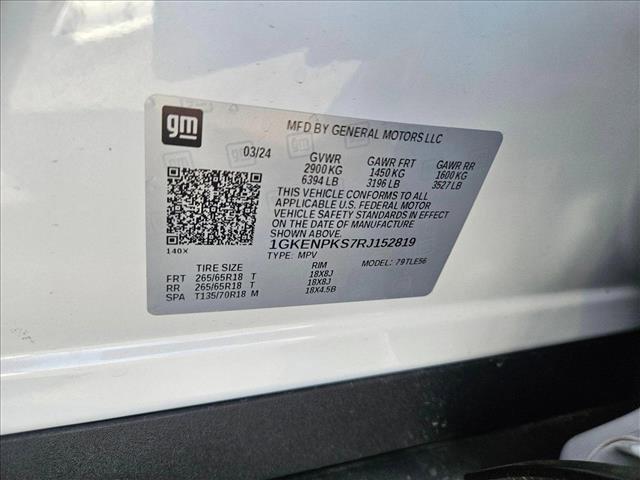 gm
MFD BY GENERAL MOTORS LLC
03/24 GVWR GAWR FRT GAWR RR
2900 KG 1450 KG 1600 KG
6394 LB 3196 LB 3527 LB
THIS VEHICLE CONFORMS TO ALL
APPLICABLE U.S. FEDERAL MOTOR
VEHICLE SAFETY STANDARDS IN EFFECT
ON THE DATE OF MANUFACTURE
SHOWN ABOVE.
1GKENPKS7RJ152819
140X
TYPE: MPV MODEL: 79TLE56
TIRE SIZE RIM
FRT 265/65R18 T 18X8J
RR 265/65R18 T 18X8J
SPA T135/70R18 M 18X4.5B